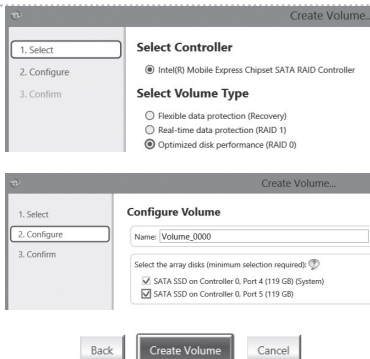 Create Volume...
1. Select
2. Configure
3. Confirm
Select Controller
Intel(R) Mobile Express Chipset SATA RAID Controller
Select Volume Type
Flexible data protection (Recovery)
Real-time data protection (RAID 1)
Optimized disk performance (RAID 0)
Create Volume...
1. Select
2. Configure
3. Confirm
Configure Volume
Name: Volume_0000
Select the array disks (minimum selection required): ?
SATA SSD on Controller 0, Port 4 (119 GB) (System)
SATA SSD on Controller 0, Port 5 (119 GB)
Back
Create Volume
Cancel